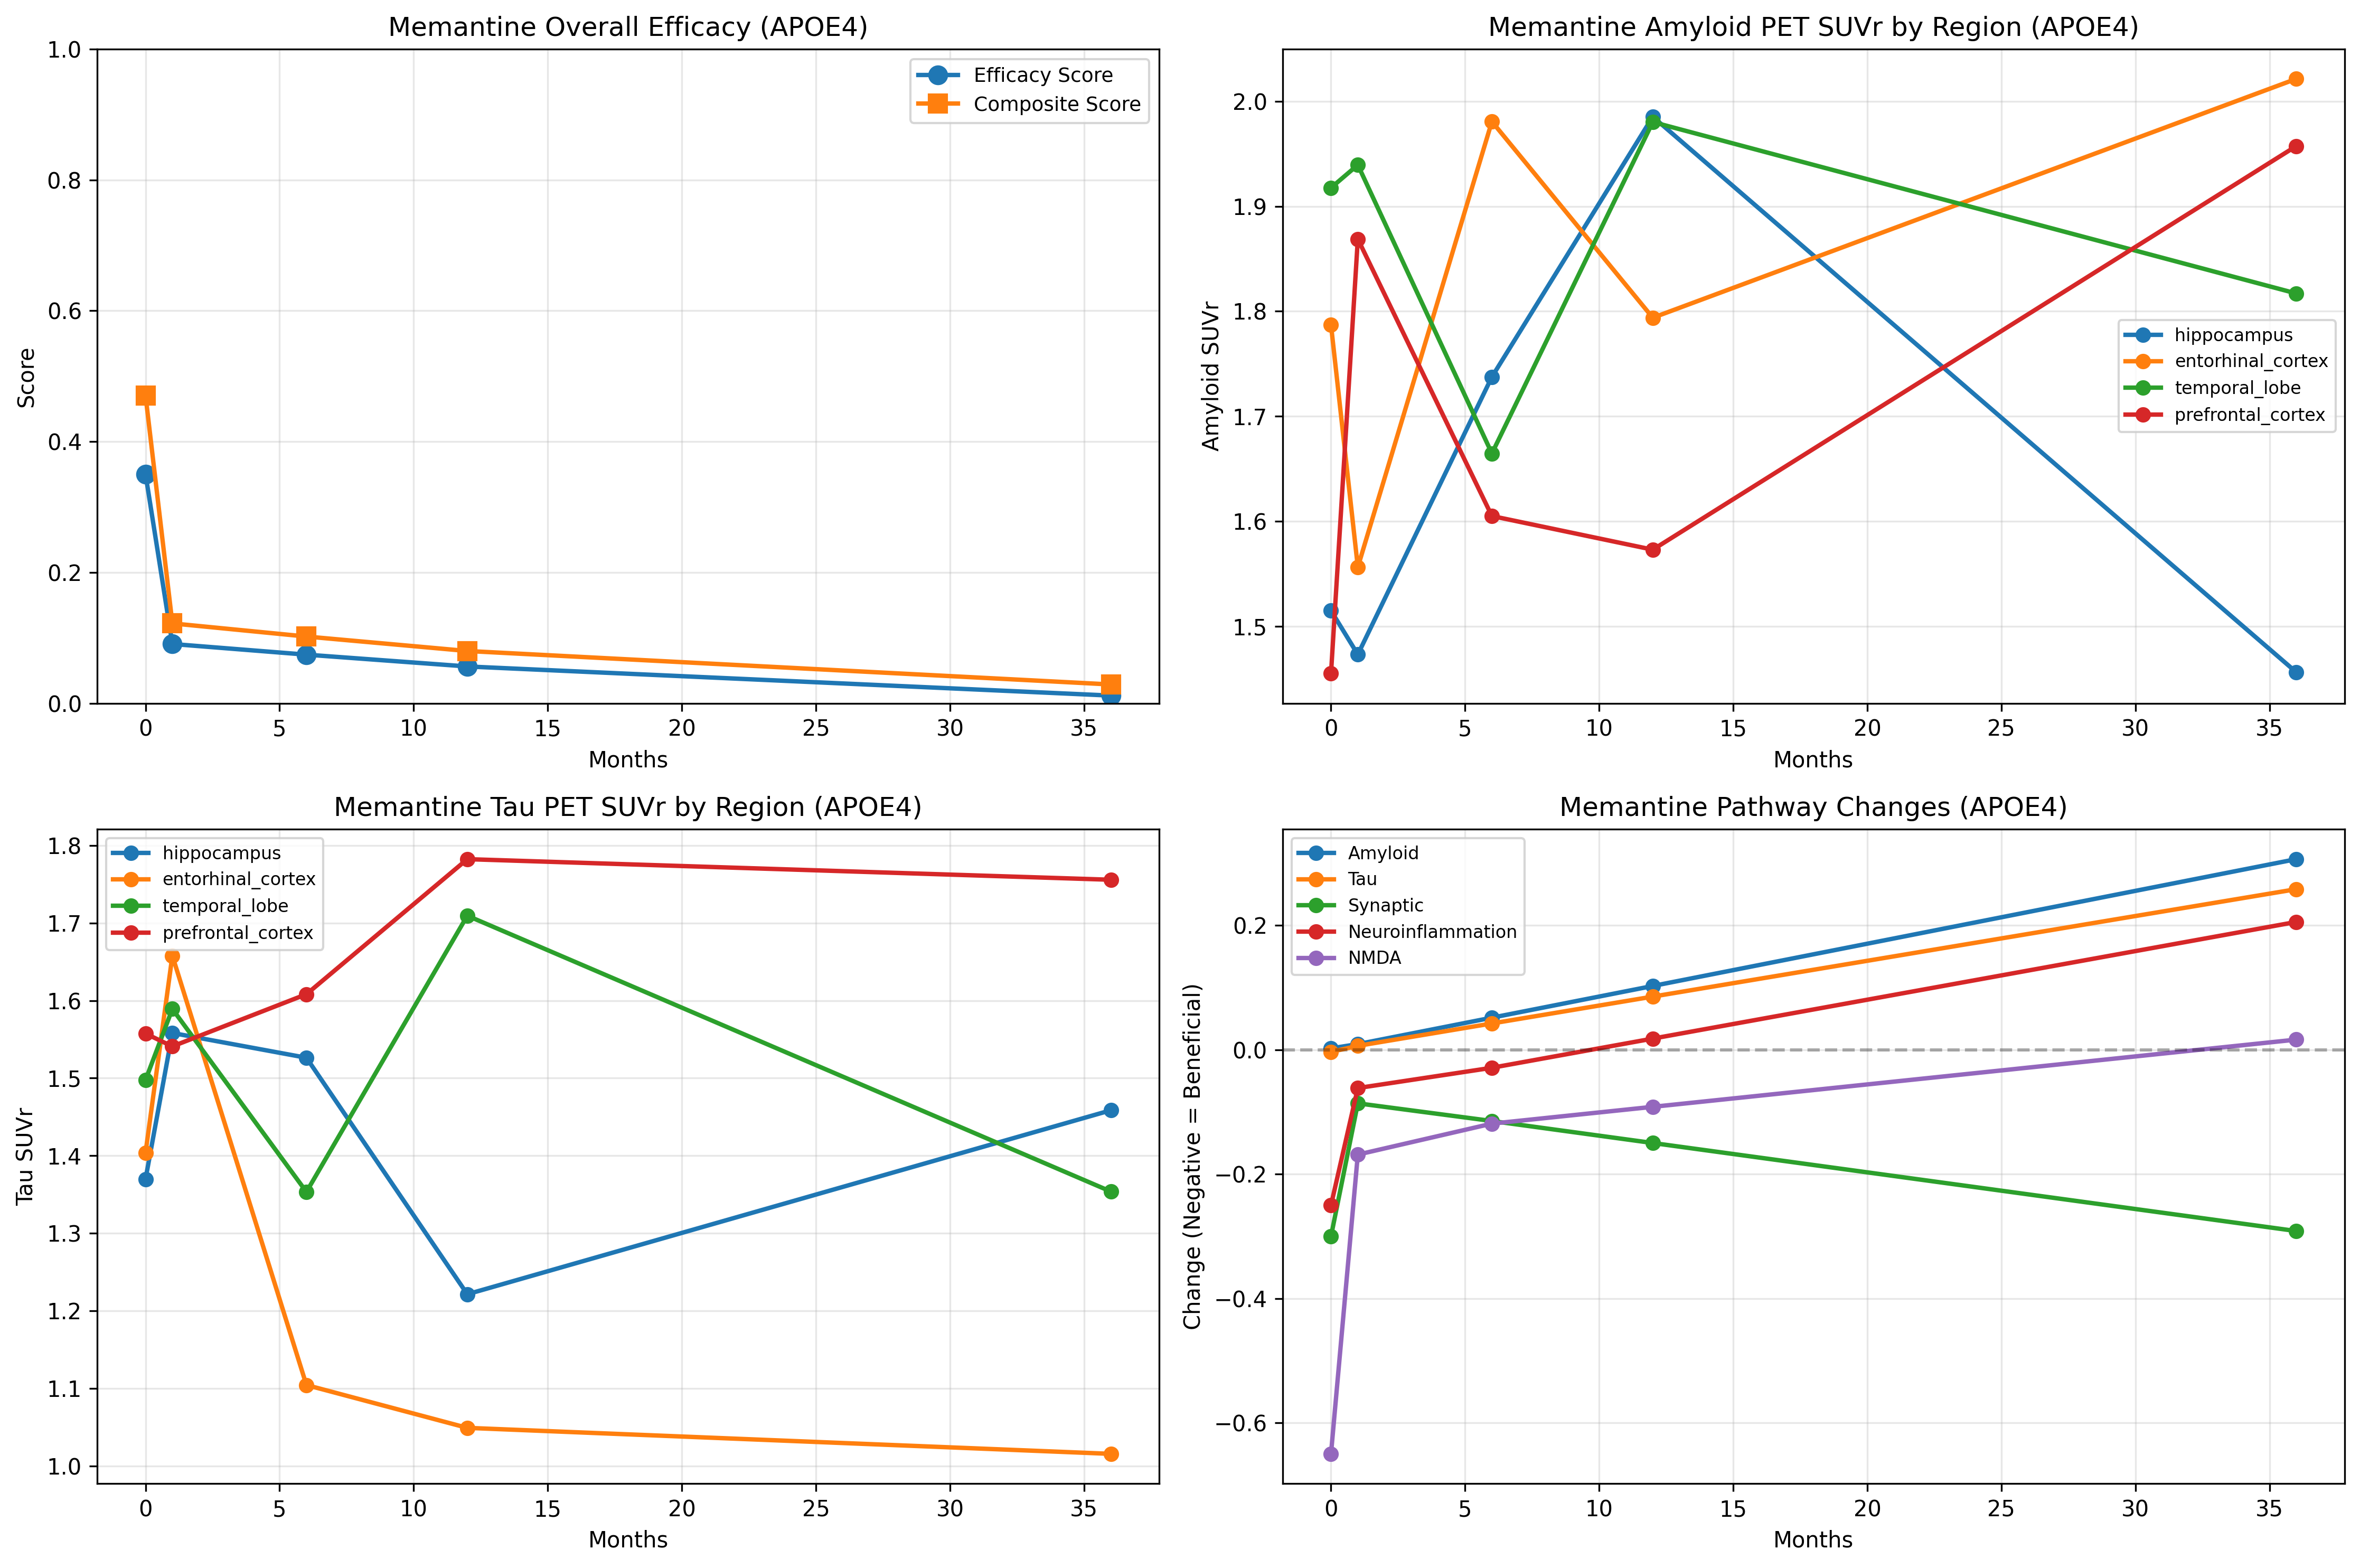 Memantine Overall Efficacy (APOE4)
Score
1.0
0.8
0.6
0.4
0.2
0.0
0 5 10 15 20 25 30 35
Months
Efficacy Score
Composite Score
Memantine Amyloid PET SUVr by Region (APOE4)
Amyloid SUVr
2.0
1.9
1.8
1.7
1.6
1.5
0 5 10 15 20 25 30 35
Months
hippocampus
entorhinal_cortex
temporal_lobe
prefrontal_cortex
Memantine Tau PET SUVr by Region (APOE4)
Tau SUVr
1.8
1.7
1.6
1.5
1.4
1.3
1.2
1.1
1.0
0 5 10 15 20 25 30 35
Months
hippocampus
entorhinal_cortex
temporal_lobe
prefrontal_cortex
Memantine Pathway Changes (APOE4)
Change (Negative = Beneficial)
0.2
0.0
−0.2
−0.4
−0.6
0 5 10 15 20 25 30 35
Months
Amyloid
Tau
Synaptic
Neuroinflammation
NMDA